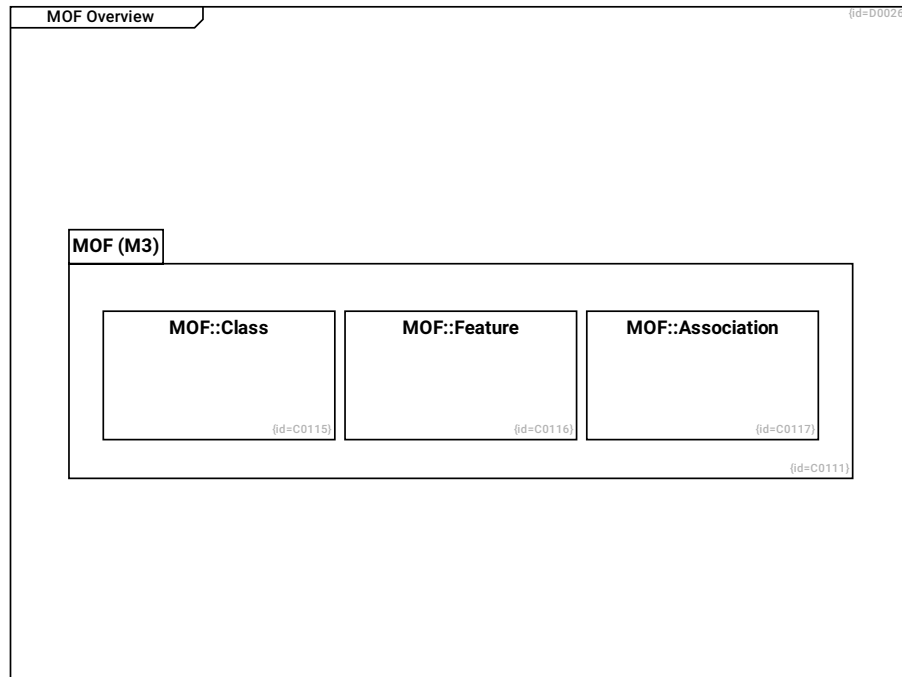 MOF Overview
{id=D0026
MOF (M3)
MOF::Class
MOF::Feature
MOF::Association
{id=C0115}
{id=C0116}
{id=C0117}
{id=C0111}